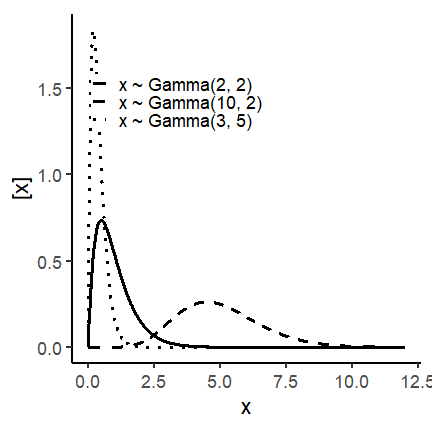 x ~ Gamma(2, 2)
x ~ Gamma(10, 2)
x ~ Gamma(3, 5)
[x]
1.5
1.0
0.5
0.0
0.0 2.5 5.0 7.5 10.0 12.5
x